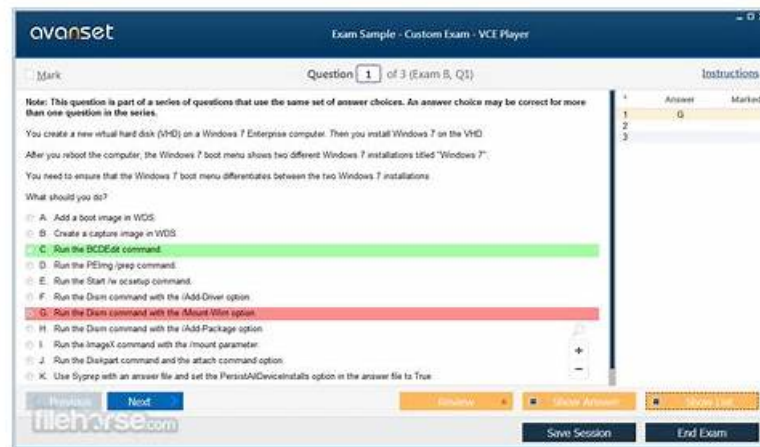 avanset
Exam Sample - Custom Exam - VCE Player
Mark
Question 1 of 3 (Exam B, Q1)
Instructions
Note: This question is part of a series of questions that use the same set of answer choices. An answer choice may be correct for more
than one question in the series.
You create a new virtual hard disk (VHD) on a Windows 7 Enterprise computer. Then you install Windows 7 on the VHD
After you reboot the computer, the Windows 7 boot menu shows two different Windows 7 installations titled "Windows 7".
You need to ensure that the Windows 7 boot menu differentiates between the two Windows 7 installations
What should you do?
A. Add a boot image in WDS.
B. Create a capture image in WDS.
C. Run the BCDEdit command.
D. Run the PEImg /prep command.
E. Run the Start /w ocsetup command.
F. Run the Dism command with the /Add-Driver option.
G. Run the Dism command with the /Mount-Wim option.
H. Run the Dism command with the /Add-Package option
I. Run the ImageX command with the /mount parameter.
J. Run the Diskpart command and the attach command option.
K. Use Syprep with an answer file and set the PersistAllDeviceInstalls option in the answer file to True
* Answer Marked
1 G
2
3
+
−
Previous
Next
Review
Show Answer
Show List
filehorse.com
Save Session
End Exam